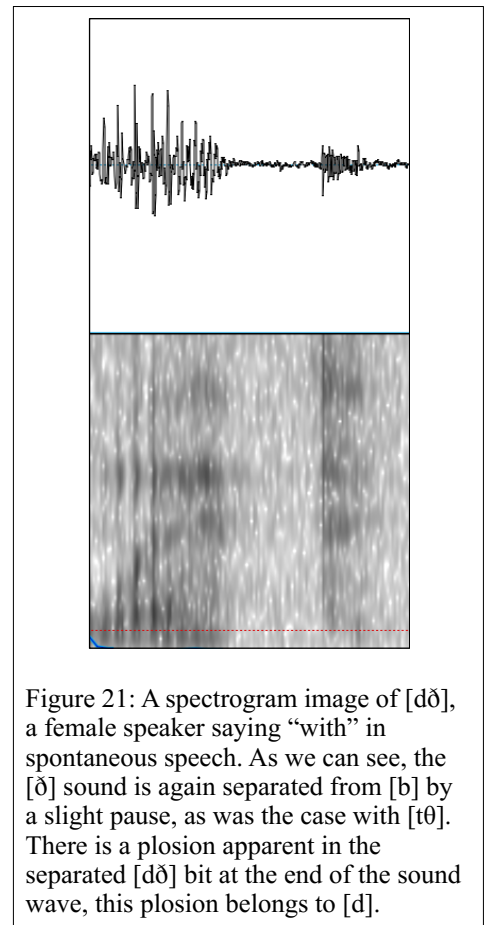 Figure 21: A spectrogram image of [dð],
a female speaker saying “with” in
spontaneous speech. As we can see, the
[ð] sound is again separated from [b] by
a slight pause, as was the case with [tθ].
There is a plosion apparent in the
separated [dð] bit at the end of the sound
wave, this plosion belongs to [d].